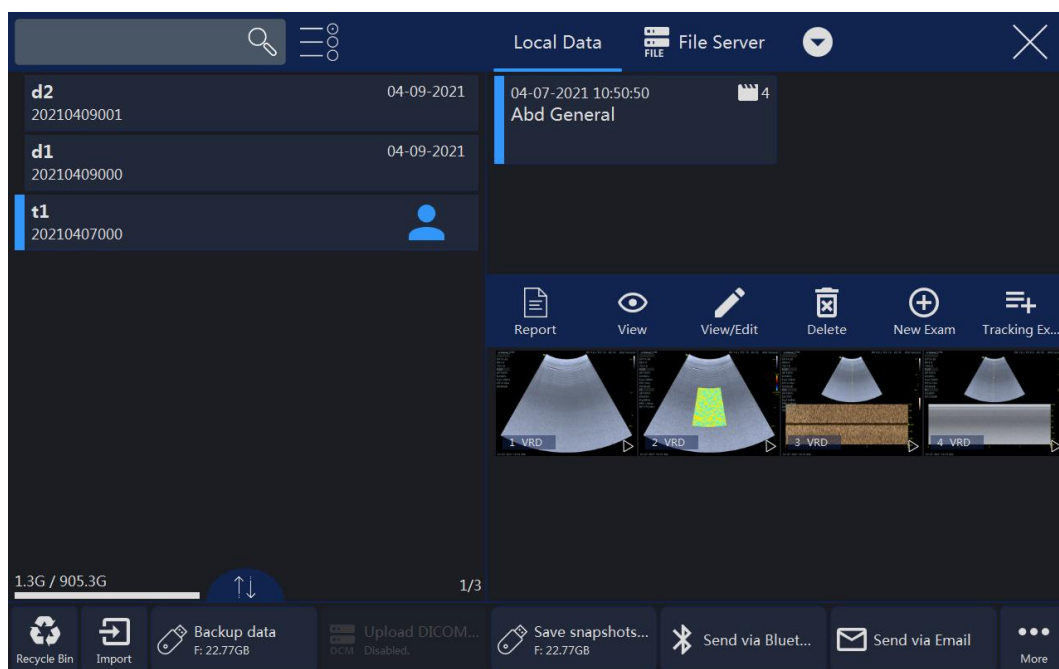 Local Data
FILE
File Server
d2
04-09-2021
20210409001
d1
04-09-2021
20210409000
t1
20210407000
04-07-2021 10:50:50
4
Abd General
Report
View
View/Edit
Delete
New Exam
Tracking Ex...
1 VRD
2 VRD
3 VRD
4 VRD
1.3G / 905.3G
1/3
Recycle Bin
Import
Backup data
F: 22.77GB
DCM
Upload DICOM...
Disabled.
Save snapshots...
F: 22.77GB
Send via Bluet...
Send via Email
More